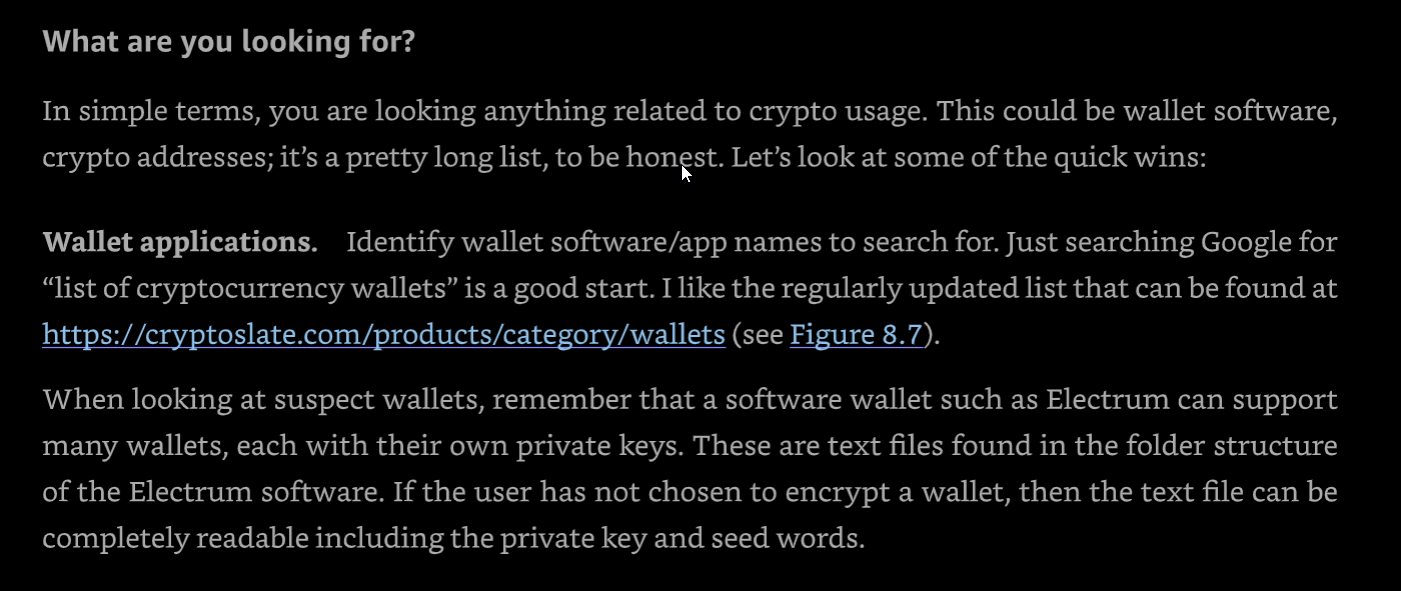 What are you looking for?
In simple terms, you are looking anything related to crypto usage. This could be wallet software,
crypto addresses; it’s a pretty long list, to be honest. Let’s look at some of the quick wins:
Wallet applications. Identify wallet software/app names to search for. Just searching Google for
“list of cryptocurrency wallets” is a good start. I like the regularly updated list that can be found at
https://cryptoslate.com/products/category/wallets (see Figure 8.7).
When looking at suspect wallets, remember that a software wallet such as Electrum can support
many wallets, each with their own private keys. These are text files found in the folder structure
of the Electrum software. If the user has not chosen to encrypt a wallet, then the text file can be
completely readable including the private key and seed words.